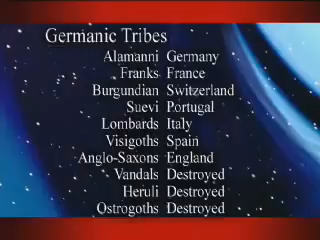 Germanic Tribes
Alamanni Germany
Franks France
Burgundian Switzerland
Suevi Portugal
Lombards Italy
Visigoths Spain
Anglo-Saxons England
Vandals Destroyed
Heruli Destroyed
Ostrogoths Destroyed